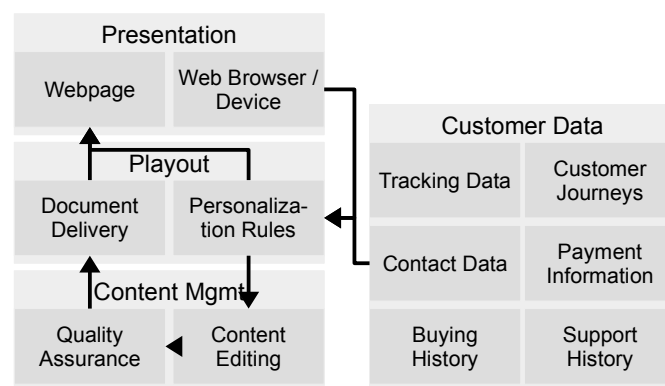 Presentation
Webpage
Web Browser /
Device
Playout
Document
Delivery
Personaliza-
tion Rules
Content Mgmt
Quality
Assurance
Content
Editing
Customer Data
Tracking Data
Customer
Journeys
Contact Data
Payment
Information
Buying
History
Support
History